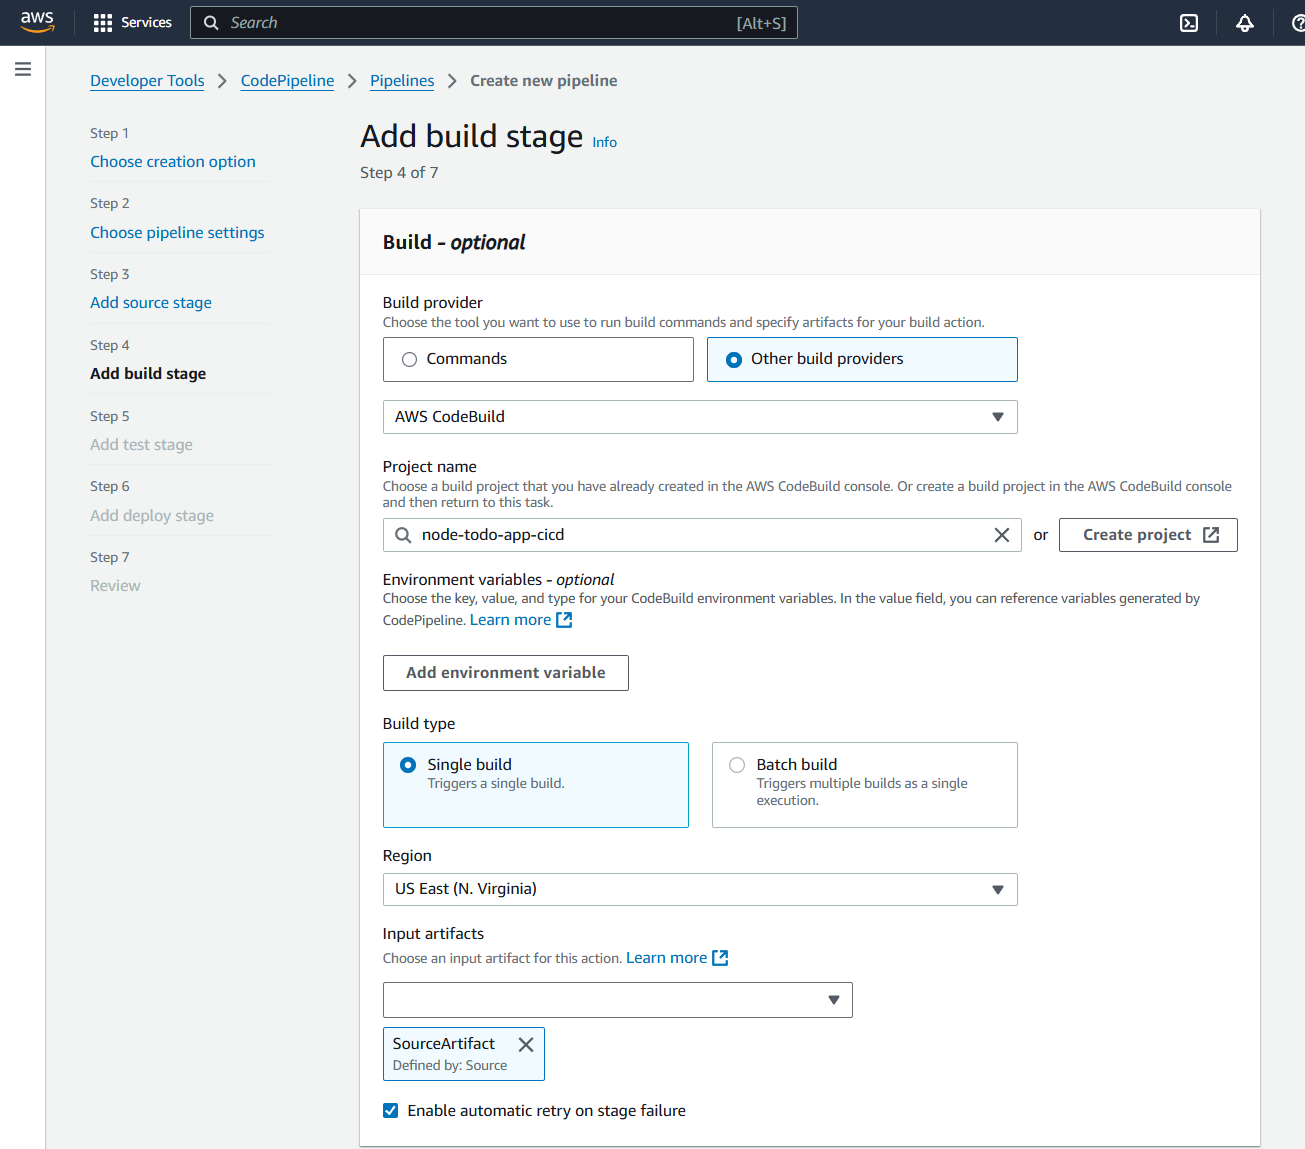 aws
Services
Search
[Alt+S]
Developer Tools
CodePipeline
Pipelines
Create new pipeline
Step 1
Choose creation option
Step 2
Choose pipeline settings
Step 3
Add source stage
Step 4
Add build stage
Step 5
Add test stage
Step 6
Add deploy stage
Step 7
Review
Add build stage Info
Step 4 of 7
Build - optional
Build provider
Choose the tool you want to use to run build commands and specify artifacts for your build action.
Commands
Other build providers
AWS CodeBuild
Project name
Choose a build project that you have already created in the AWS CodeBuild console. Or create a build project in the AWS CodeBuild console
and then return to this task.
node-todo-app-cicd
or
Create project
Environment variables - optional
Choose the key, value, and type for your CodeBuild environment variables. In the value field, you can reference variables generated by
CodePipeline. Learn more
Add environment variable
Build type
Single build
Triggers a single build.
Batch build
Triggers multiple builds as a single
execution.
Region
US East (N. Virginia)
Input artifacts
Choose an input artifact for this action. Learn more
SourceArtifact
Defined by: Source
Enable automatic retry on stage failure